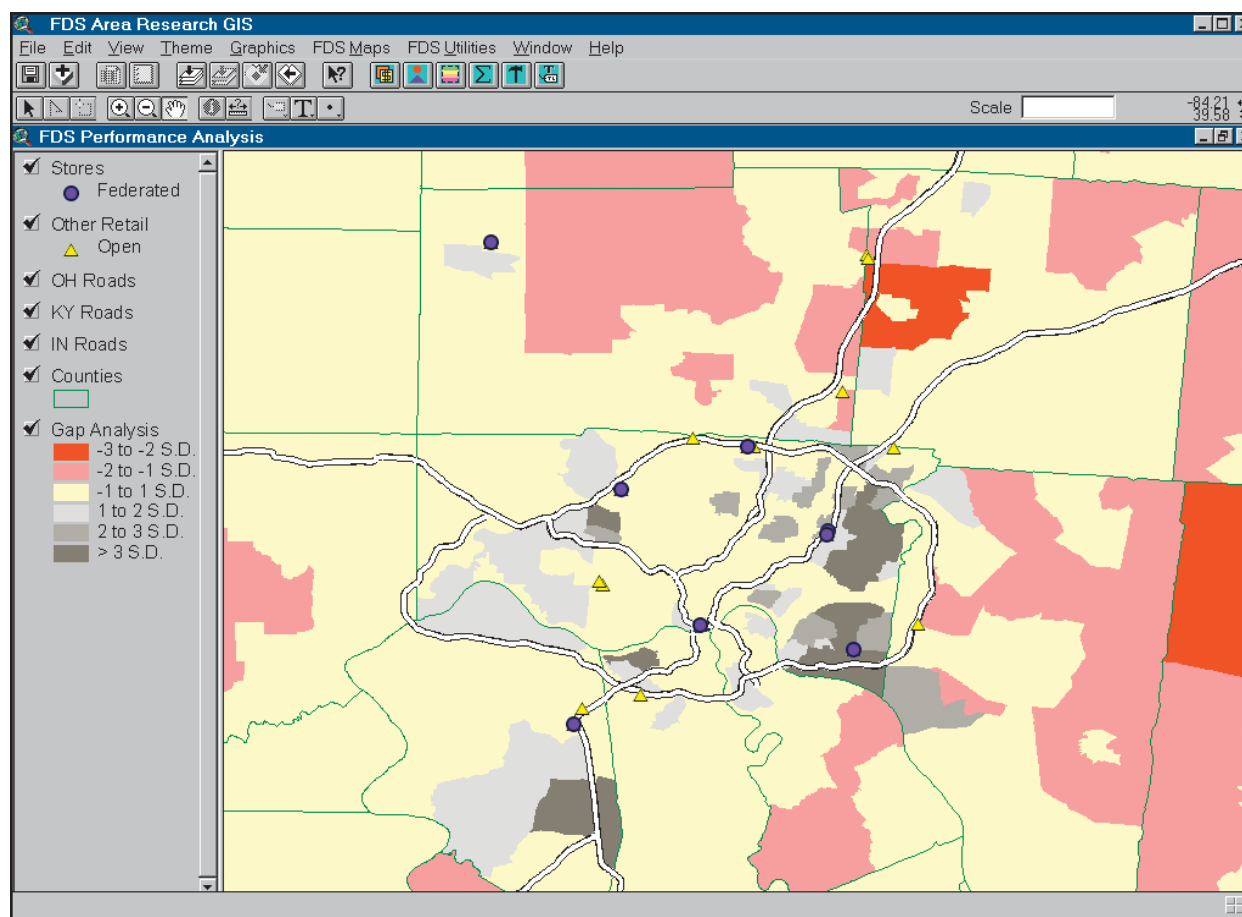 FDS Area Research GIS
File Edit View Theme Graphics FDS Maps FDS Utilities Window Help
Scale
-84.21
39.58
FDS Performance Analysis
Stores
Federated
Other Retail
Open
OH Roads
KY Roads
IN Roads
Counties
Gap Analysis
-3 to -2 S.D.
-2 to -1 S.D.
-1 to 1 S.D.
1 to 2 S.D.
2 to 3 S.D.
> 3 S.D.